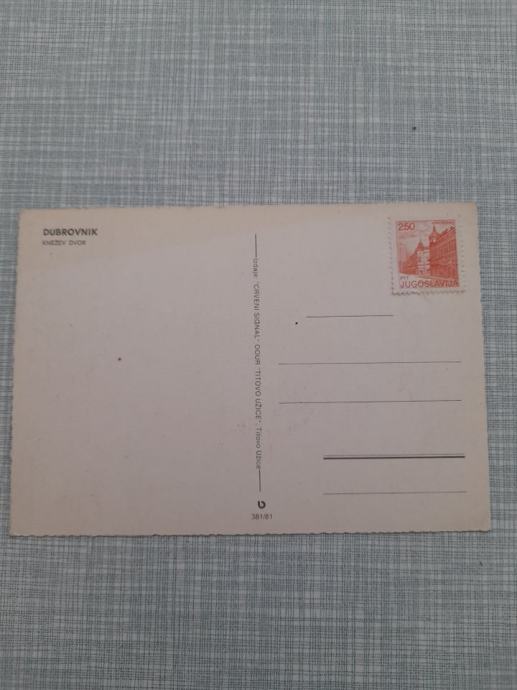 DUBROVNIK
KNEŽEV DVOR
2.50
JUGOSLAVIJA
Izdaje "CRVENI SIGNAL" - OOUR "TITOVO UŽICE", Titovo Užice
381/81